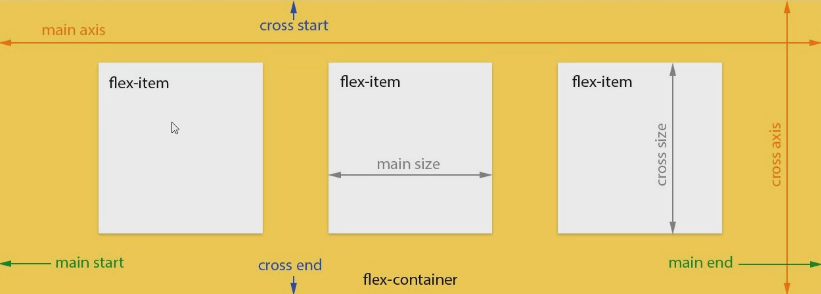 cross start
main axis
flex-item
flex-item
flex-item
main size
cross size
cross axis
main start
cross end
main end
flex-container